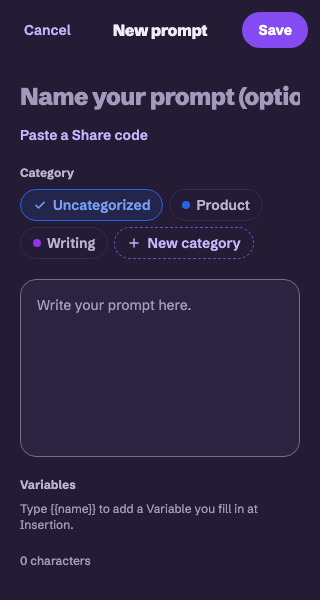 Cancel
New prompt
Save
Name your prompt (optio
Paste a Share code
Category
Uncategorized
Product
Writing
+ New category
Write your prompt here.
Variables
Type {{name}} to add a Variable you fill in at
Insertion.
0 characters